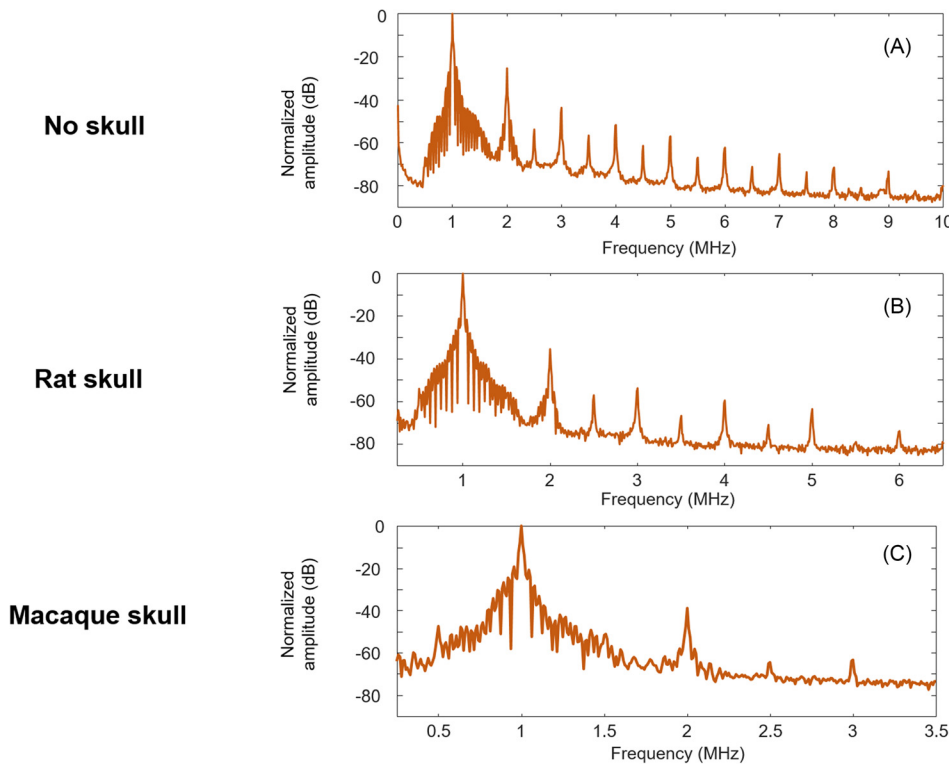 No skull
Normalized
amplitude (dB)
0
-20
-40
-60
-80
(A)
0 1 2 3 4 5 6 7 8 9 10
Frequency (MHz)
Rat skull
Normalized
amplitude (dB)
0
-20
-40
-60
-80
(B)
1 2 3 4 5 6
Frequency (MHz)
Macaque skull
Normalized
amplitude (dB)
0
-20
-40
-60
-80
(C)
0.5 1 1.5 2 2.5 3 3.5
Frequency (MHz)